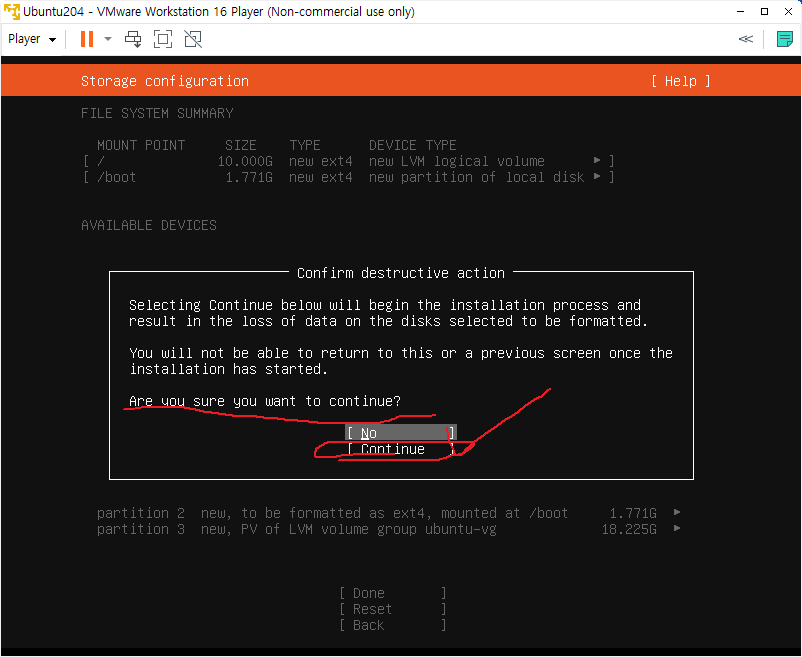 Ubuntu204 - VMware Workstation 16 Player (Non-commercial use only)
Player
Storage configuration [ Help ]
FILE SYSTEM SUMMARY
MOUNT POINT SIZE TYPE DEVICE TYPE
[ / 10.000G new ext4 new LVM logical volume ▸ ]
[ /boot 1.771G new ext4 new partition of local disk ▸ ]
AVAILABLE DEVICES
Confirm destructive action
Selecting Continue below will begin the installation process and
result in the loss of data on the disks selected to be formatted.
You will not be able to return to this or a previous screen once the
installation has started.
Are you sure you want to continue?
[ No ]
[ Continue ]
partition 2 new, to be formatted as ext4, mounted at /boot 1.771G ▸
partition 3 new, PV of LVM volume group ubuntu-vg 18.225G ▸
[ Done ]
[ Reset ]
[ Back ]